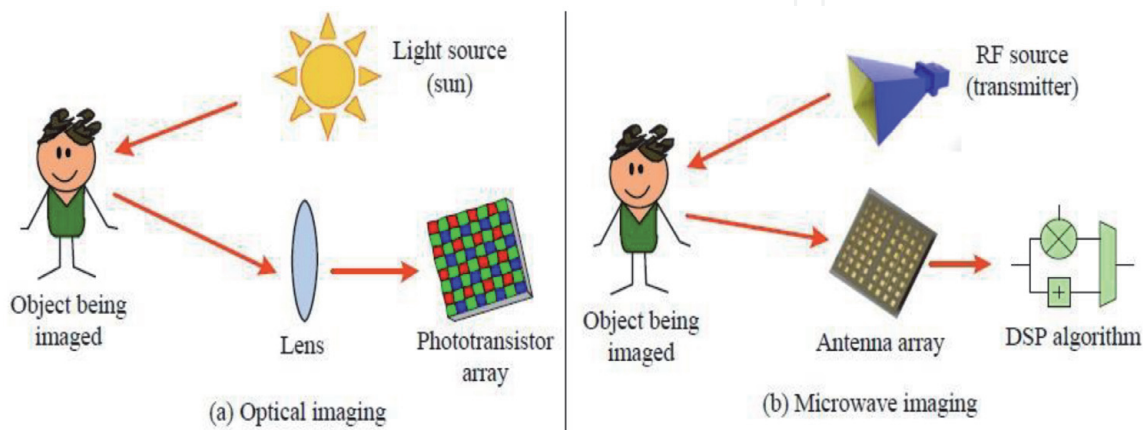 Light source
(sun)
Object being
imaged
Lens
Phototransistor
array
(a) Optical imaging
RF source
(transmitter)
Object being
imaged
Antenna array
+
DSP algorithm
(b) Microwave imaging